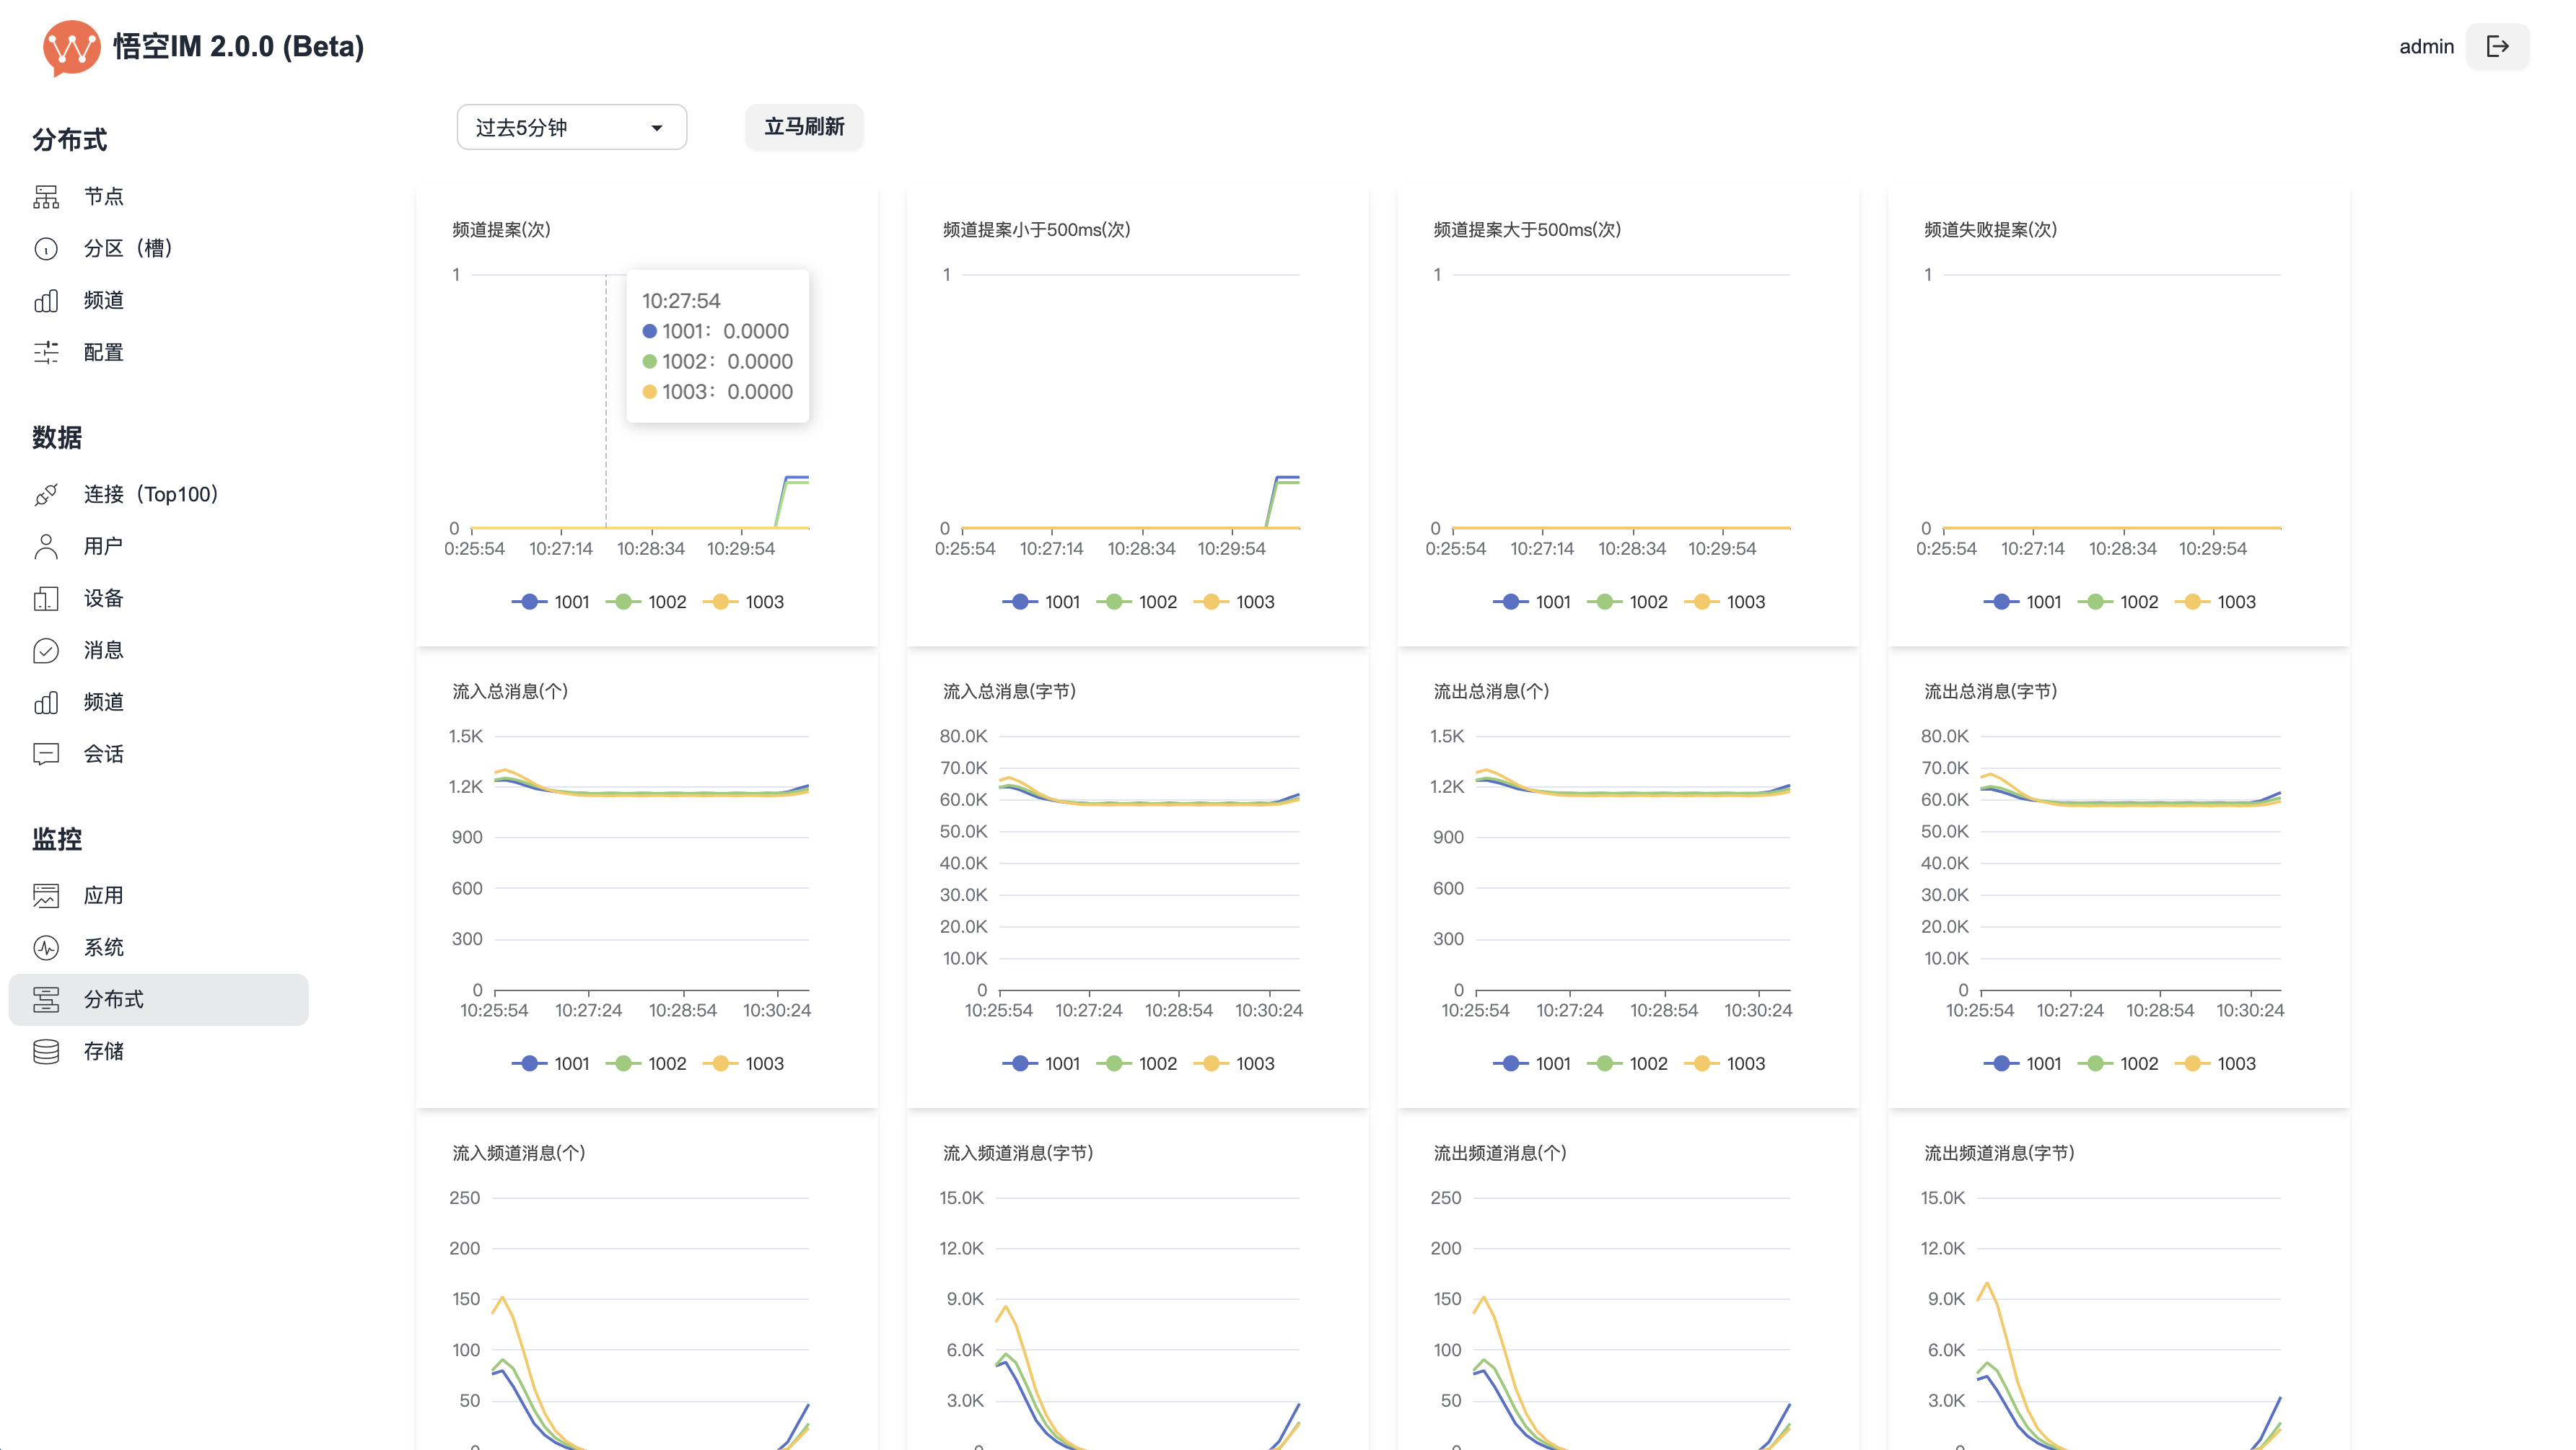 悟空IM 2.0.0 (Beta)
admin
分布式
节点
分区（槽）
频道
配置
数据
连接（Top100）
用户
设备
消息
频道
会话
监控
应用
系统
分布式
存储
过去5分钟
立马刷新
频道提案(次)
1
0
10:27:54
1001： 0.0000
1002： 0.0000
1003： 0.0000
0:25:54 10:27:14 10:28:34 10:29:54
1001 1002 1003
频道提案小于500ms(次)
1
0
0:25:54 10:27:14 10:28:34 10:29:54
1001 1002 1003
频道提案大于500ms(次)
1
0
0:25:54 10:27:14 10:28:34 10:29:54
1001 1002 1003
频道失败提案(次)
1
0
0:25:54 10:27:14 10:28:34 10:29:54
1001 1002 1003
流入总消息(个)
1.5K
1.2K
900
600
300
0
10:25:54 10:27:24 10:28:54 10:30:24
1001 1002 1003
流入总消息(字节)
80.0K
70.0K
60.0K
50.0K
40.0K
30.0K
20.0K
10.0K
0
10:25:54 10:27:24 10:28:54 10:30:24
1001 1002 1003
流出总消息(个)
1.5K
1.2K
900
600
300
0
10:25:54 10:27:24 10:28:54 10:30:24
1001 1002 1003
流出总消息(字节)
80.0K
70.0K
60.0K
50.0K
40.0K
30.0K
20.0K
10.0K
0
10:25:54 10:27:24 10:28:54 10:30:24
1001 1002 1003
流入频道消息(个)
250
200
150
100
50
流入频道消息(字节)
15.0K
12.0K
9.0K
6.0K
3.0K
流出频道消息(个)
250
200
150
100
50
流出频道消息(字节)
15.0K
12.0K
9.0K
6.0K
3.0K